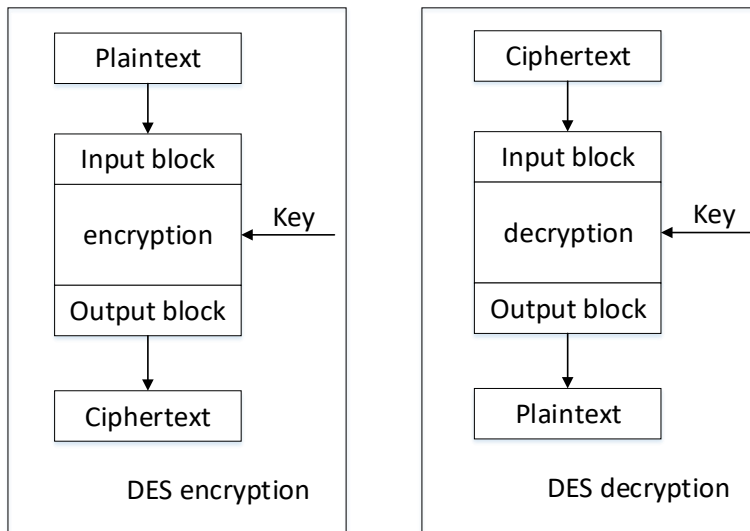 Plaintext
Input block
encryption
Key
Output block
Ciphertext
DES encryption
Ciphertext
Input block
decryption
Key
Output block
Plaintext
DES decryption